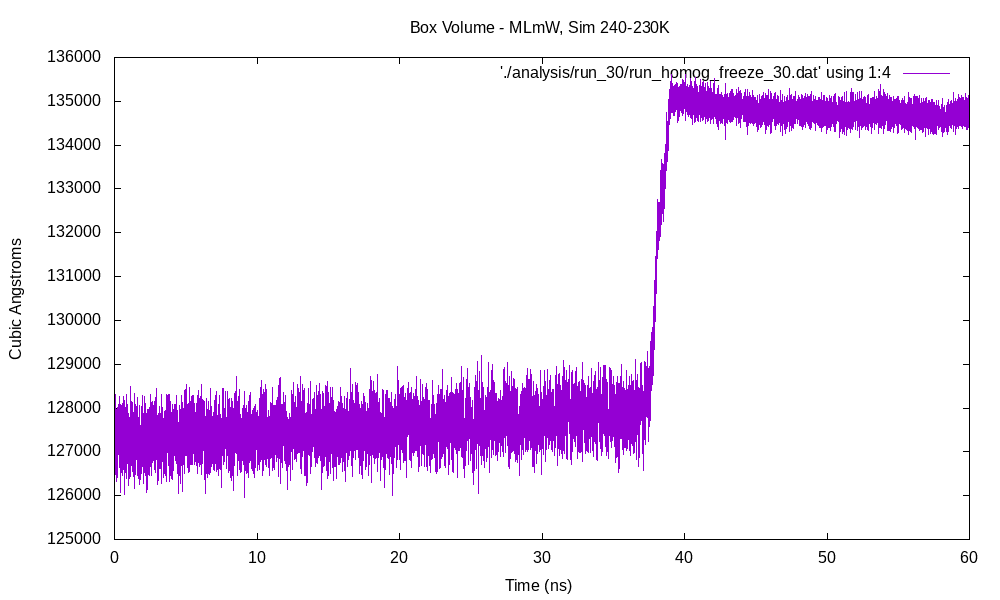 Box Volume - MLmW, Sim 240-230K
'./analysis/run_30/run_homog_freeze_30.dat' using 1:4
136000
135000
134000
133000
132000
131000
130000
129000
128000
127000
126000
125000
Cubic Angstroms
0 10 20 30 40 50 60
Time (ns)